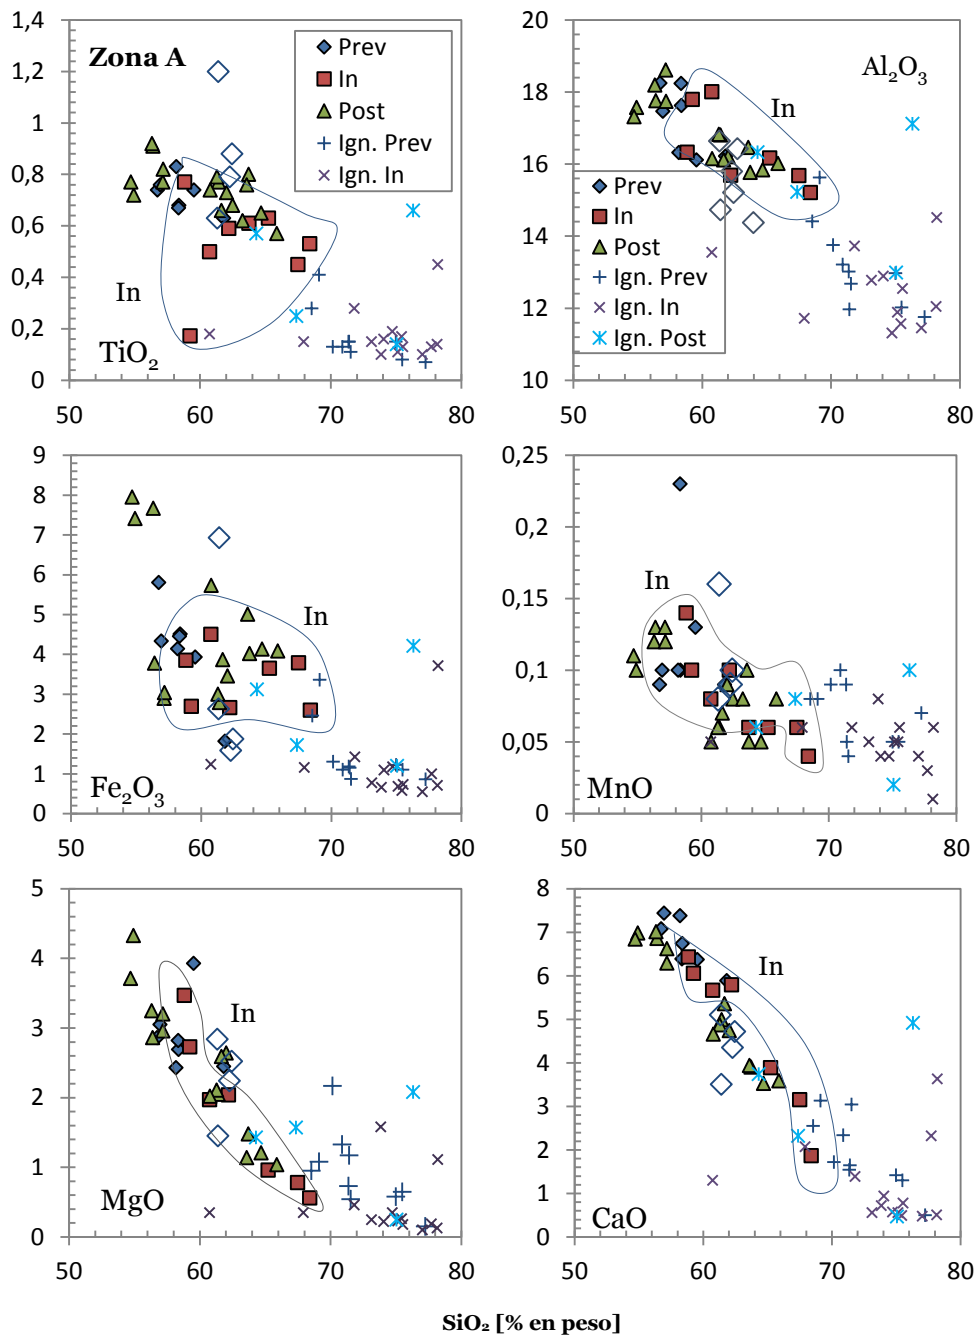 1,4
1,2
1
0,8
0,6
0,4
0,2
0
Zona A
Prev
In
Post
Ign. Prev
Ign. In
In
TiO₂
50 60 70 80
20
18
16
14
12
10
Al₂O₃
In
Prev
In
Post
Ign. Prev
Ign. In
Ign. Post
50 60 70 80
9
8
7
6
5
4
3
2
1
0
In
Fe₂O₃
50 60 70 80
0,25
0,2
0,15
0,1
0,05
0
In
MnO
50 60 70 80
5
4
3
2
1
0
In
MgO
50 60 70 80
8
7
6
5
4
3
2
1
0
In
CaO
50 60 70 80
SiO₂ [% en peso]